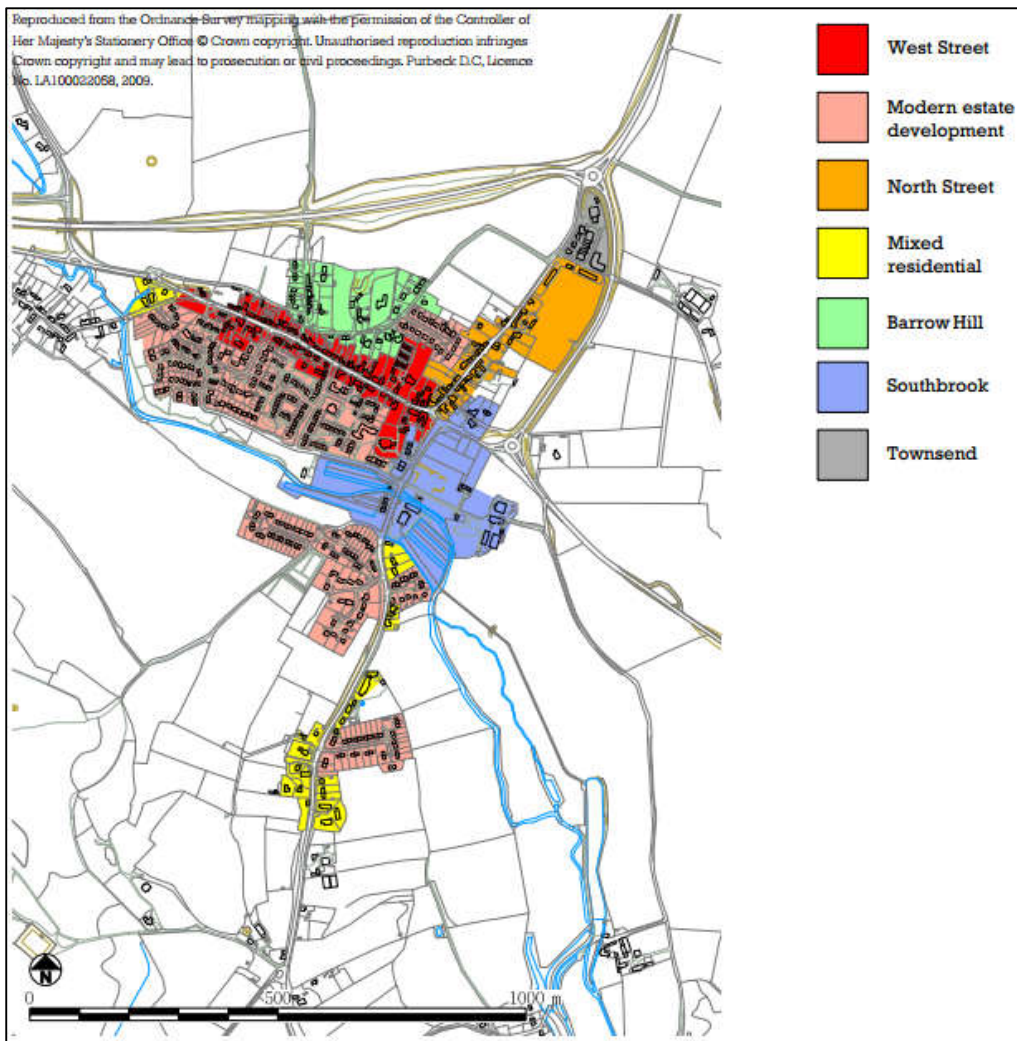 Reproduced from the Ordnance Survey mapping with the permission of the Controller of
Her Majesty's Stationery Office © Crown copyright. Unauthorised reproduction infringes
Crown copyright and may lead to prosecution or civil proceedings. Purbeck D.C, Licence
No. LA100022058, 2009.
West Street
Modern estate
development
North Street
Mixed
residential
Barrow Hill
Southbrook
Townsend
N
0 500 1000 m